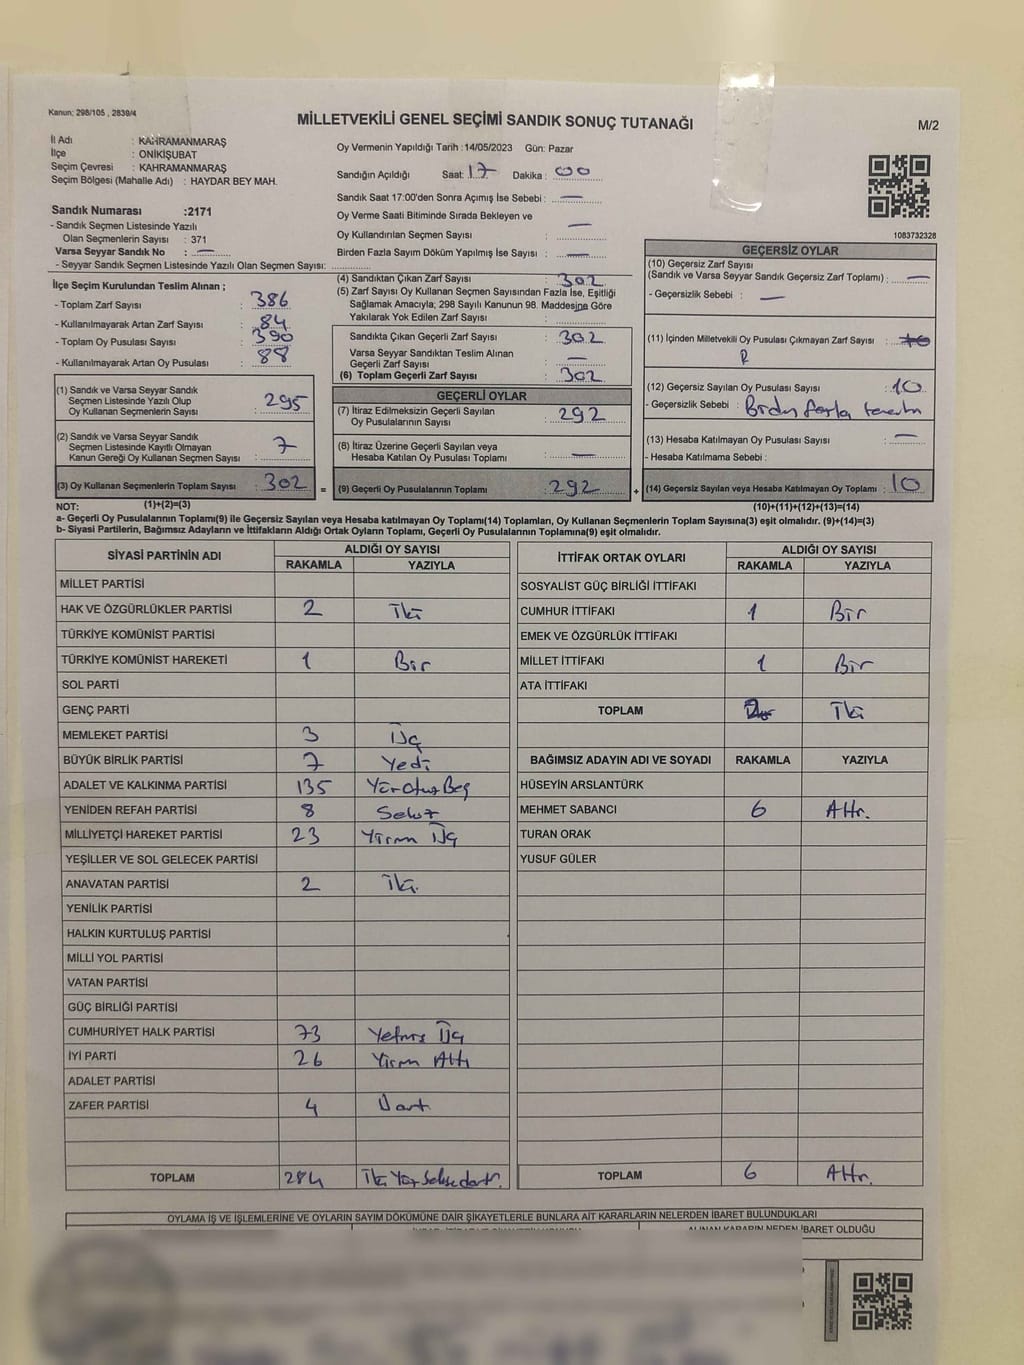 Kanun: 298/105 , 2839/4
MİLLETVEKİLİ GENEL SEÇİMİ SANDIK SONUÇ TUTANAĞI
M/2
İl Adı : KAHRAMANMARAŞ
İlçe : ONİKİŞUBAT
Seçim Çevresi : KAHRAMANMARAŞ
Seçim Bölgesi (Mahalle Adı) : HAYDAR BEY MAH.
Sandık Numarası :2171
- Sandık Seçmen Listesinde Yazılı
Olan Seçmenlerin Sayısı : 371
Varsa Seyyar Sandık No : —
- Seyyar Sandık Seçmen Listesinde Yazılı Olan Seçmen Sayısı:
İlçe Seçim Kurulundan Teslim Alınan ;
- Toplam Zarf Sayısı : 386
- Kullanılmayarak Artan Zarf Sayısı : 84
- Toplam Oy Pusulası Sayısı : 390
- Kullanılmayarak Artan Oy Pusulası : 88
(1) Sandık ve Varsa Seyyar Sandık
Seçmen Listesinde Yazılı Olup
Oy Kullanan Seçmenlerin Sayısı : 295
(2) Sandık ve Varsa Seyyar Sandık
Seçmen Listesinde Kayıtlı Olmayan
Kanun Gereği Oy Kullanan Seçmen Sayısı : 7
(3) Oy Kullanan Seçmenlerin Toplam Sayısı : 302 =
Oy Vermenin Yapıldığı Tarih :14/05/2023 Gün: Pazar
Sandığın Açıldığı Saat: 17 Dakika : 00
Sandık Saat 17:00'den Sonra Açımış İse Sebebi : —
Oy Verme Saati Bitiminde Sırada Bekleyen ve
Oy Kullandırılan Seçmen Sayısı : —
Birden Fazla Sayım Döküm Yapılmış İse Sayısı : —
(4) Sandıktan Çıkan Zarf Sayısı : 302
(5) Zarf Sayısı Oy Kullanan Seçmen Sayısından Fazla İse, Eşitliği
Sağlamak Amacıyla; 298 Sayılı Kanunun 98. Maddesine Göre
Yakılarak Yok Edilen Zarf Sayısı :
Sandıkta Çıkan Geçerli Zarf Sayısı : 302
Varsa Seyyar Sandıktan Teslim Alınan
Geçerli Zarf Sayısı : —
(6) Toplam Geçerli Zarf Sayısı : 302
GEÇERLİ OYLAR
(7) İtiraz Edilmeksizin Geçerli Sayılan
Oy Pusulalarının Sayısı : 292
(8) İtiraz Üzerine Geçerli Sayılan veya
Hesaba Katılan Oy Pusulası Toplamı : —
(9) Geçerli Oy Pusulalarının Toplamı : 292 +
1083732328
GEÇERSİZ OYLAR
(10) Geçersiz Zarf Sayısı
(Sandık ve Varsa Seyyar Sandık Geçersiz Zarf Toplamı) : —
- Geçersizlik Sebebi : —
(11) İçinden Milletvekili Oy Pusulası Çıkmayan Zarf Sayısı :
(12) Geçersiz Sayılan Oy Pusulası Sayısı : 10
- Geçersizlik Sebebi : Birden fazla
(13) Hesaba Katılmayan Oy Pusulası Sayısı : —
- Hesaba Katılmama Sebebi :
(14) Geçersiz Sayılan veya Hesaba Katılmayan Oy Toplamı : 10
NOT: (1)+(2)=(3) (10)+(11)+(12)+(13)=(14)
a- Geçerli Oy Pusulalarının Toplamı(9) ile Geçersiz Sayılan veya Hesaba katılmayan Oy Toplamı(14) Toplamları, Oy Kullanan Seçmenlerin Toplam Sayısına(3) eşit olmalıdır. (9)+(14)=(3)
b- Siyasi Partilerin, Bağımsız Adayların ve İttifakların Aldığı Ortak Oyların Toplamı, Geçerli Oy Pusulalarının Toplamına(9) eşit olmalıdır.
SİYASİ PARTİNİN ADI ALDIĞI OY SAYISI
RAKAMLA YAZIYLA
MİLLET PARTİSİ
HAK VE ÖZGÜRLÜKLER PARTİSİ 2 İki
TÜRKİYE KOMÜNİST PARTİSİ
TÜRKİYE KOMÜNİST HAREKETİ 1 Bir
SOL PARTİ
GENÇ PARTİ
MEMLEKET PARTİSİ 3 Üç
BÜYÜK BİRLİK PARTİSİ 7 Yedi
ADALET VE KALKINMA PARTİSİ 135 YüzOtuzBeş
YENİDEN REFAH PARTİSİ 8 Sekiz
MİLLİYETÇİ HAREKET PARTİSİ 23 Yirmi Üç
YEŞİLLER VE SOL GELECEK PARTİSİ
ANAVATAN PARTİSİ 2 İki.
YENİLİK PARTİSİ
HALKIN KURTULUŞ PARTİSİ
MİLLİ YOL PARTİSİ
VATAN PARTİSİ
GÜÇ BİRLİĞİ PARTİSİ
CUMHURİYET HALK PARTİSİ 73 Yetmiş Üç
İYİ PARTİ 26 Yirmi Altı
ADALET PARTİSİ
ZAFER PARTİSİ 4 Dört
TOPLAM 284 İki Yüz Seksedört.
İTTİFAK ORTAK OYLARI ALDIĞI OY SAYISI
RAKAMLA YAZIYLA
SOSYALİST GÜÇ BİRLİĞİ İTTİFAKI
CUMHUR İTTİFAKI 1 Bir
EMEK VE ÖZGÜRLÜK İTTİFAKI
MİLLET İTTİFAKI 1 Bir
ATA İTTİFAKI
TOPLAM 2 İki
BAĞIMSIZ ADAYIN ADI VE SOYADI RAKAMLA YAZIYLA
HÜSEYİN ARSLANTÜRK
MEHMET SABANCI 6 Altı.
TURAN ORAK
YUSUF GÜLER
TOPLAM 6 Altı.
OYLAMA İŞ VE İŞLEMLERİNE VE OYLARIN SAYIM DÖKÜMÜNE DAİR ŞİKAYETLERLE BUNLARA AİT KARARLARIN NELERDEN İBARET BULUNDUKLARI
ALINAN KARARIN NEDEN İBARET OLDUĞU